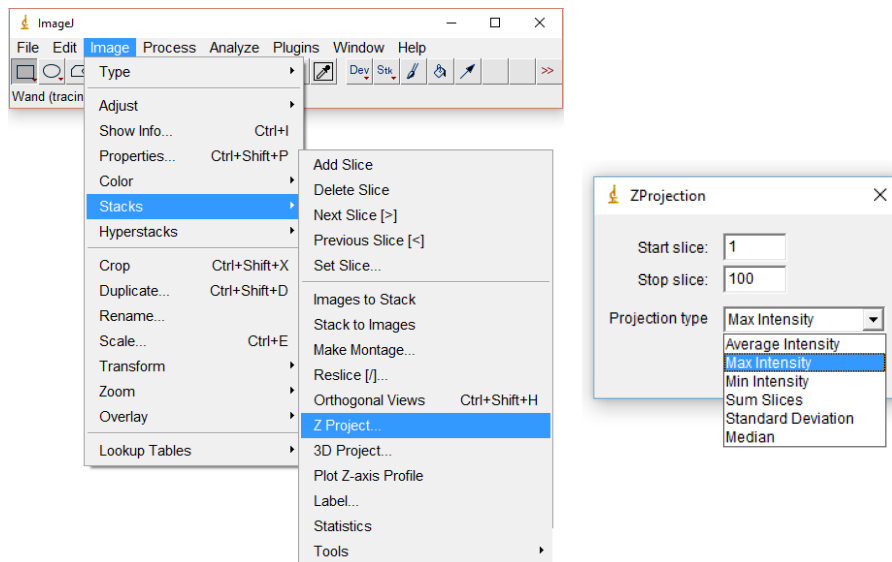 ImageJ
File Edit Image Process Analyze Plugins Window Help
Dev Stk >>
Wand (tracin
Type
Adjust
Show Info... Ctrl+I
Properties... Ctrl+Shift+P
Color
Stacks
Hyperstacks
Crop Ctrl+Shift+X
Duplicate... Ctrl+Shift+D
Rename...
Scale... Ctrl+E
Transform
Zoom
Overlay
Lookup Tables
Add Slice
Delete Slice
Next Slice [>]
Previous Slice [<]
Set Slice...
Images to Stack
Stack to Images
Make Montage...
Reslice [/]...
Orthogonal Views Ctrl+Shift+H
Z Project...
3D Project...
Plot Z-axis Profile
Label...
Statistics
Tools
ZProjection
Start slice: 1
Stop slice: 100
Projection type Max Intensity
Average Intensity
Max Intensity
Min Intensity
Sum Slices
Standard Deviation
Median